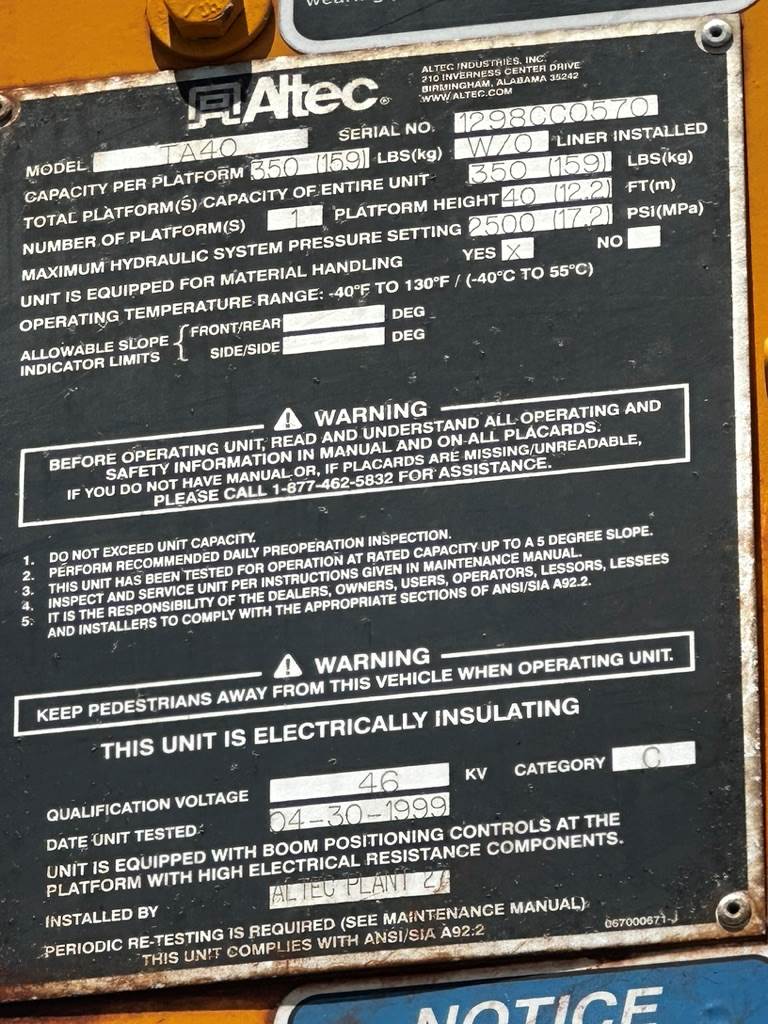 Altec®
ALTEC INDUSTRIES, INC.
210 INVERNESS CENTER DRIVE
BIRMINGHAM, ALABAMA 35242
WWW.ALTEC.COM
MODEL TA40 SERIAL NO. 1298CC0570
CAPACITY PER PLATFORM 350 (159) LBS(kg) W/O LINER INSTALLED
TOTAL PLATFORM(S) CAPACITY OF ENTIRE UNIT 350 (159) LBS(kg)
NUMBER OF PLATFORM(S) 1 PLATFORM HEIGHT 40 (12.2) FT(m)
MAXIMUM HYDRAULIC SYSTEM PRESSURE SETTING 2500 (17.2) PSi(MPa)
UNIT IS EQUIPPED FOR MATERIAL HANDLING YES X NO
OPERATING TEMPERATURE RANGE: -40°F TO 130°F / (-40°C TO 55°C)
ALLOWABLE SLOPE INDICATOR LIMITS { FRONT/REAR DEG
SIDE/SIDE DEG
WARNING
BEFORE OPERATING UNIT, READ AND UNDERSTAND ALL OPERATING AND
SAFETY INFORMATION IN MANUAL AND ON ALL PLACARDS.
IF YOU DO NOT HAVE MANUAL OR, IF PLACARDS ARE MISSING/UNREADABLE,
PLEASE CALL 1-877-462-5832 FOR ASSISTANCE.
1. DO NOT EXCEED UNIT CAPACITY.
2. PERFORM RECOMMENDED DAILY PREOPERATION INSPECTION.
3. THIS UNIT HAS BEEN TESTED FOR OPERATION AT RATED CAPACITY UP TO A 5 DEGREE SLOPE.
4. INSPECT AND SERVICE UNIT PER INSTRUCTIONS GIVEN IN MAINTENANCE MANUAL.
5. IT IS THE RESPONSIBILITY OF THE DEALERS, OWNERS, USERS, OPERATORS, LESSORS, LESSEES
AND INSTALLERS TO COMPLY WITH THE APPROPRIATE SECTIONS OF ANSI/SIA A92.2.
WARNING
KEEP PEDESTRIANS AWAY FROM THIS VEHICLE WHEN OPERATING UNIT.
THIS UNIT IS ELECTRICALLY INSULATING
QUALIFICATION VOLTAGE 46 KV CATEGORY C
DATE UNIT TESTED 04-30-1999
UNIT IS EQUIPPED WITH BOOM POSITIONING CONTROLS AT THE
PLATFORM WITH HIGH ELECTRICAL RESISTANCE COMPONENTS.
INSTALLED BY ALTEC PLANT 27
PERIODIC RE-TESTING IS REQUIRED (SEE MAINTENANCE MANUAL)
THIS UNIT COMPLIES WITH ANSI/SIA A92.2
067000671-J
NOTICE